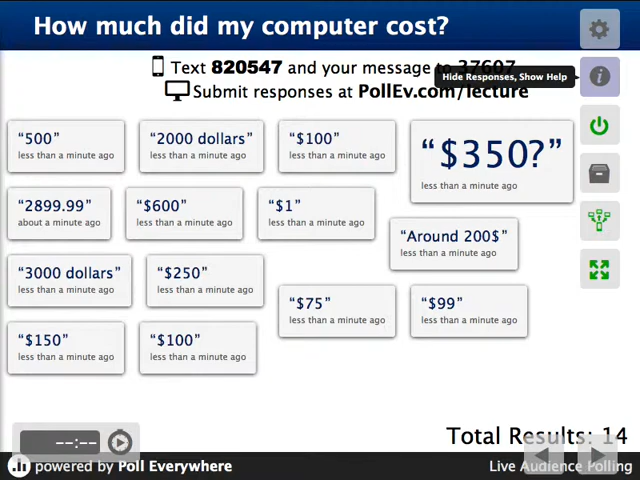 How much did my computer cost?
Text 820547 and your message to 37607
Hide Responses, Show Help
Submit responses at PollEv.com/lecture
“500”
less than a minute ago
“2000 dollars”
less than a minute ago
“$100”
less than a minute ago
“$350?”
less than a minute ago
“2899.99”
about a minute ago
“$600”
less than a minute ago
“$1”
less than a minute ago
“Around 200$”
less than a minute ago
“3000 dollars”
less than a minute ago
“$250”
less than a minute ago
“$75”
less than a minute ago
“$99”
less than a minute ago
“$150”
less than a minute ago
“$100”
less than a minute ago
Total Results: 14
--:--
powered by Poll Everywhere
Live Audience Polling